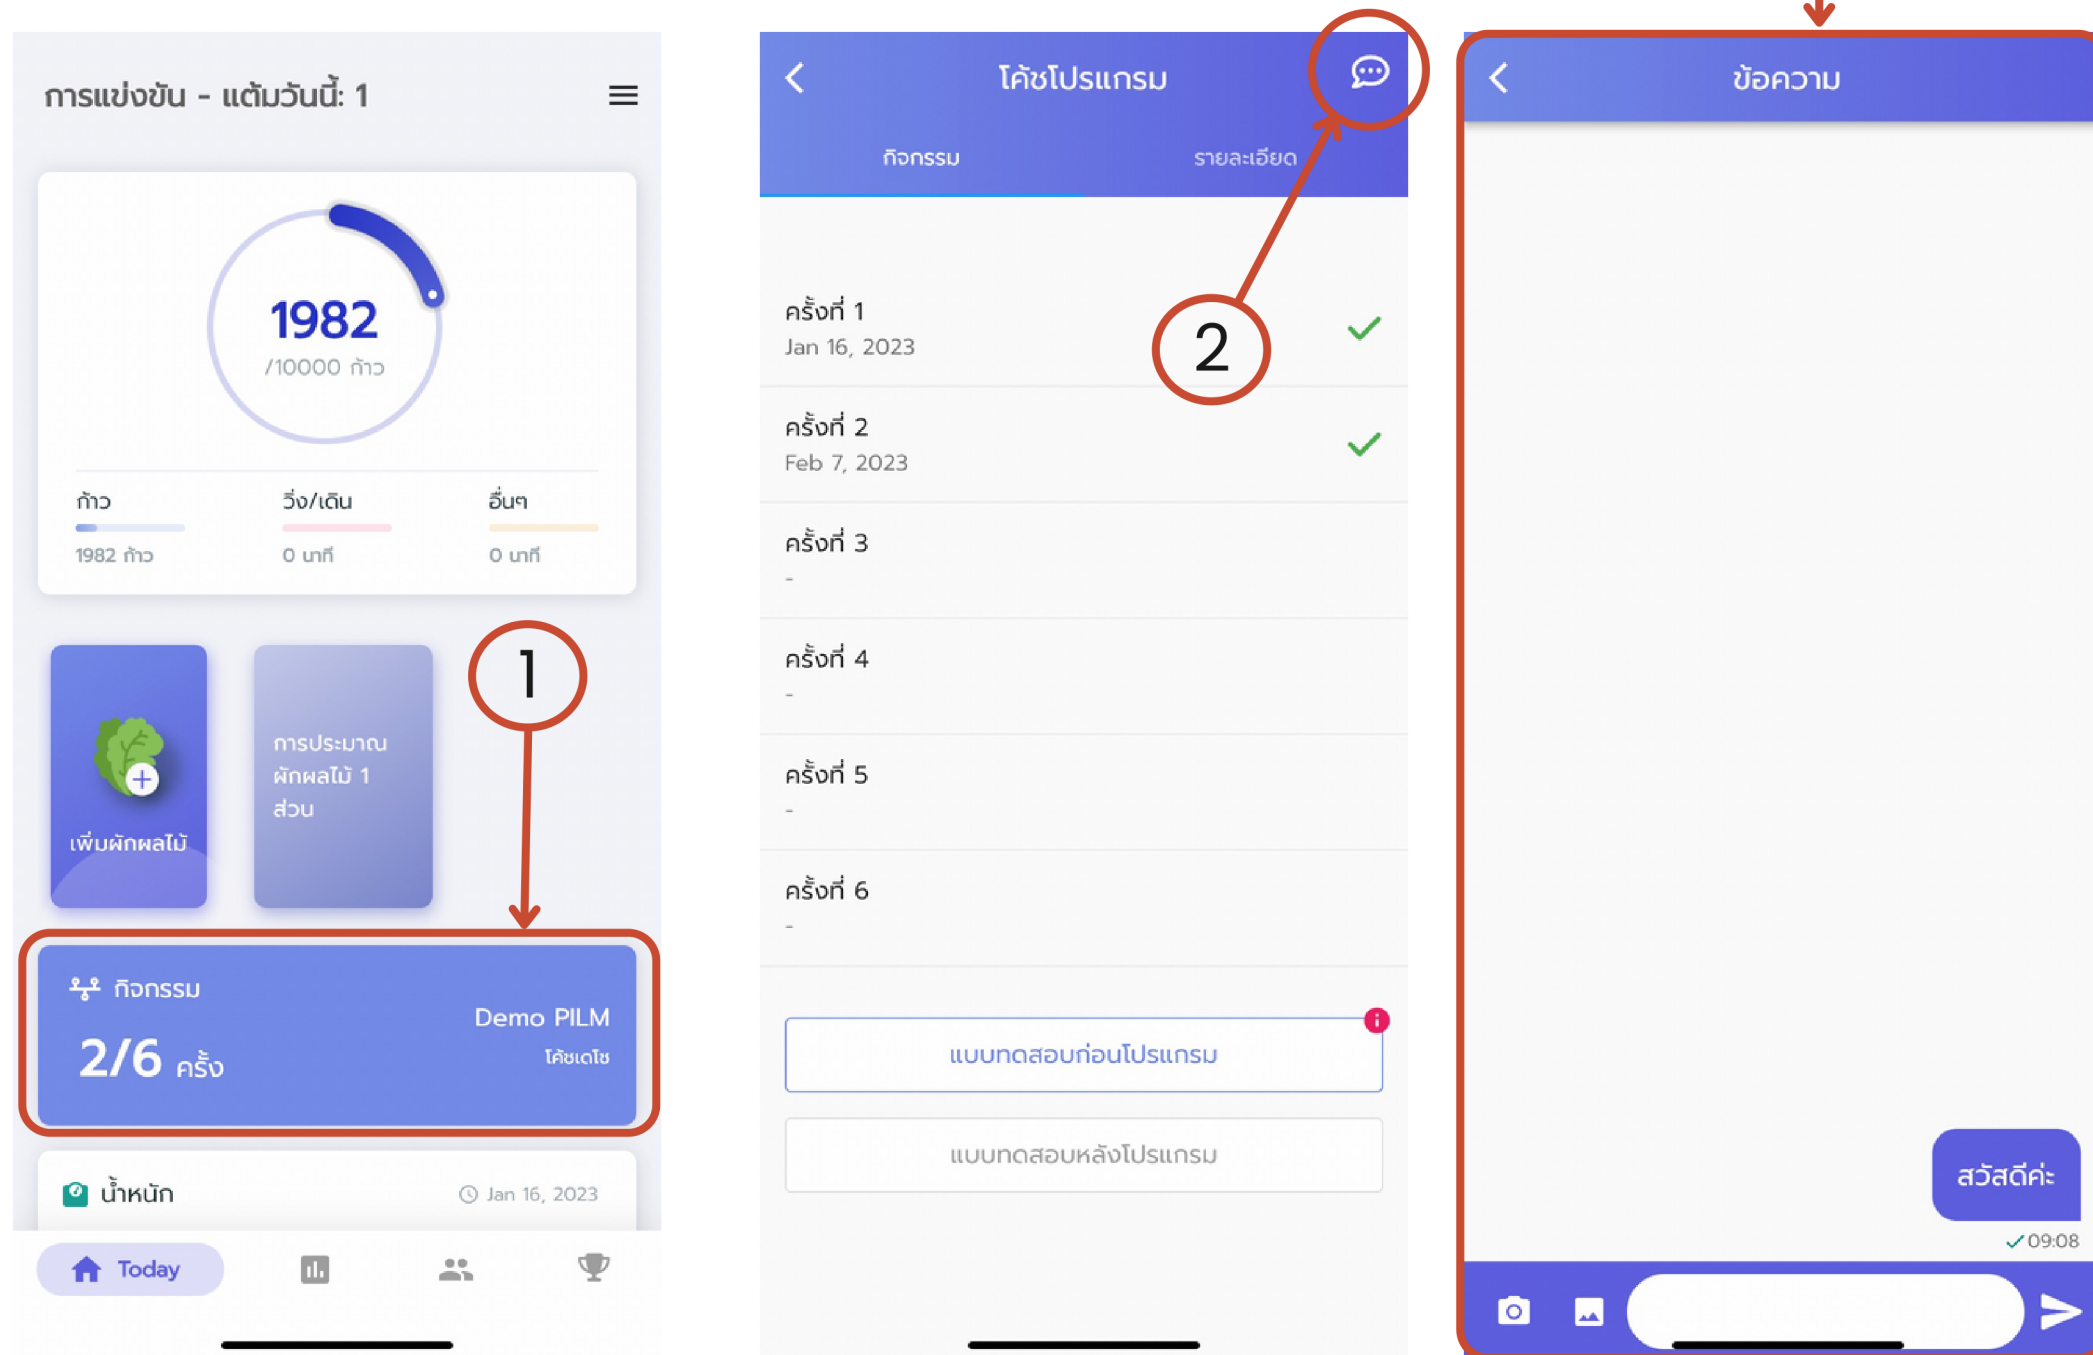 การแข่งขัน - แต้มวันนี้: 1
1982
/10000 ก้าว
ก้าว
วิ่ง/เดิน
อื่นๆ
1982 ก้าว
0 นาที
0 นาที
1
เพิ่มผักผลไม้
การประมาณ
ผักผลไม้ 1
ส่วน
กิจกรรม
2/6 ครั้ง
Demo PILM
โค้ชเดโช
น้ำหนัก
Jan 16, 2023
Today
โค้ชโปรแกรม
กิจกรรม
รายละเอียด
2
ครั้งที่ 1
Jan 16, 2023
ครั้งที่ 2
Feb 7, 2023
ครั้งที่ 3
-
ครั้งที่ 4
-
ครั้งที่ 5
-
ครั้งที่ 6
-
แบบทดสอบก่อนโปรแกรม
แบบทดสอบหลังโปรแกรม
ข้อความ
สวัสดีค่ะ
09:08